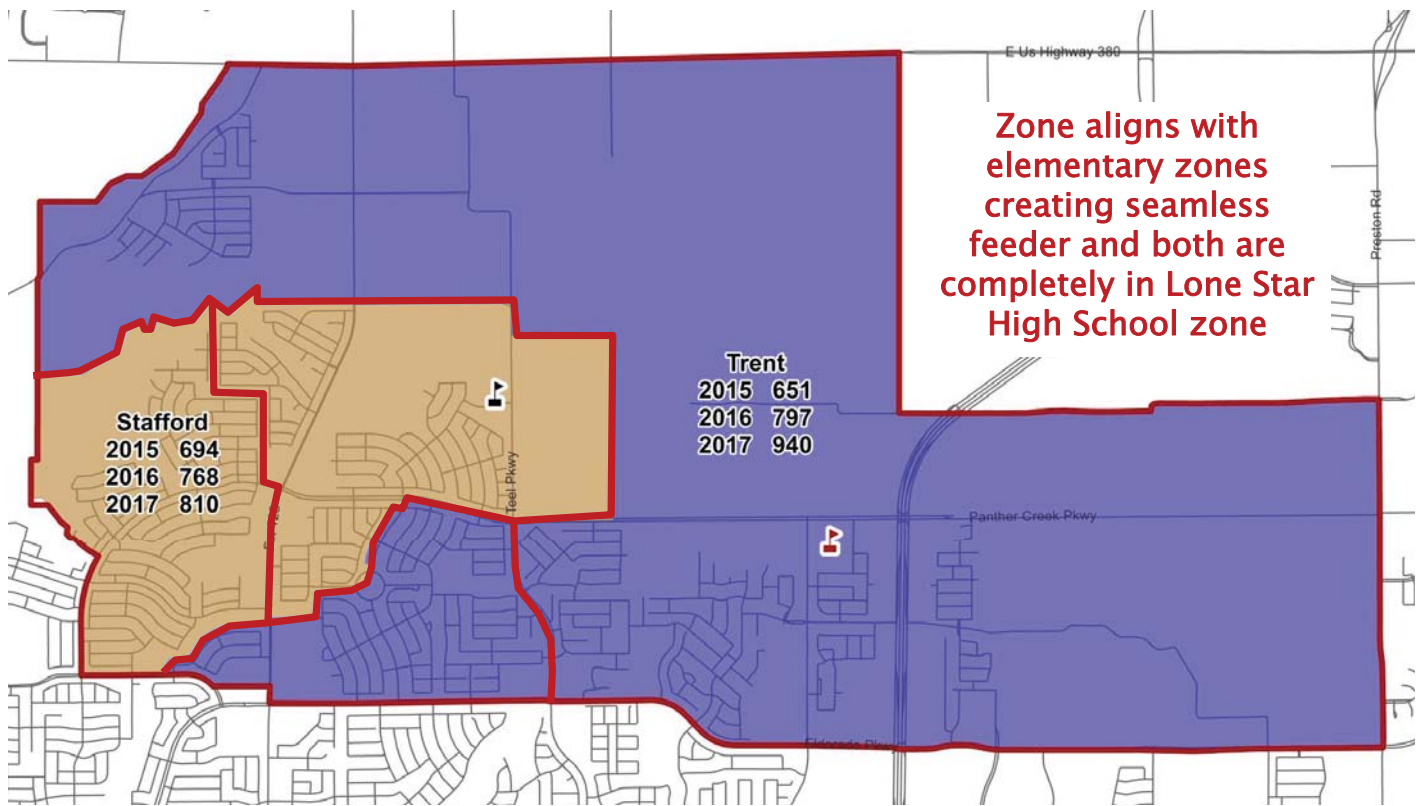 E Us Highway 380
Zone aligns with
elementary zones
creating seamless
feeder and both are
completely in Lone Star
High School zone
Preston Rd
Trent
2015 651
2016 797
2017 940
Stafford
2015 694
2016 768
2017 810
Teel Pkwy
Panther Creek Pkwy
Eldorado Pkwy